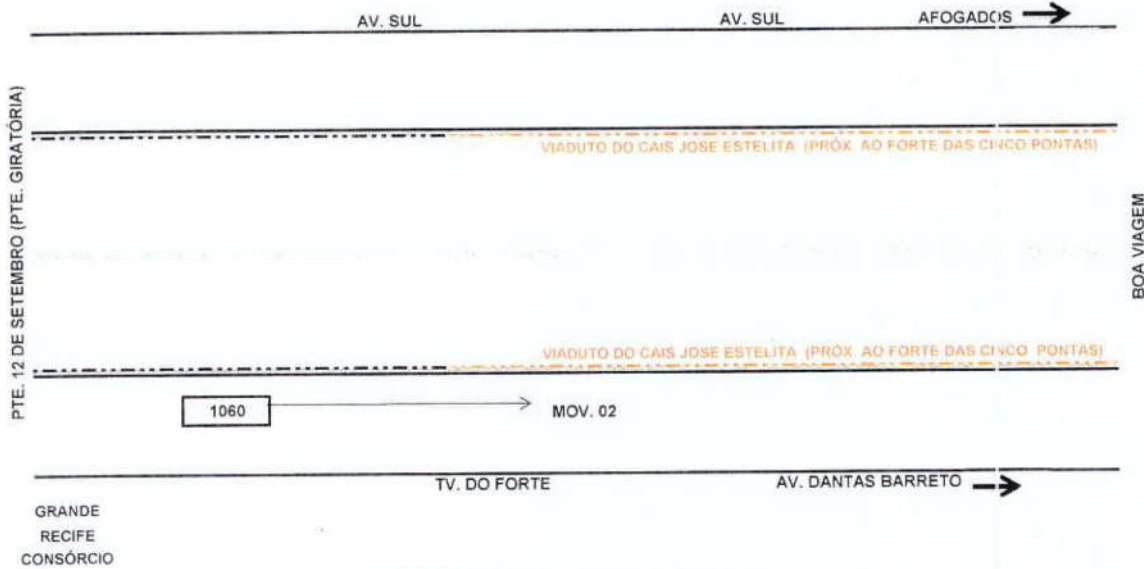 AV. SUL AV. SUL AFOGADOS
PTE. 12 DE SETEMBRO (PTE. GIRATÓRIA)
VIADUTO DO CAIS JOSE ESTELITA (PRÓX. AO FORTE DAS CINCO PONTAS)
BOA VIAGEM
VIADUTO DO CAIS JOSE ESTELITA (PRÓX. AO FORTE DAS CINCO PONTAS)
1060 MOV. 02
TV. DO FORTE AV. DANTAS BARRETO
GRANDE
RECIFE
CONSÓRCIO